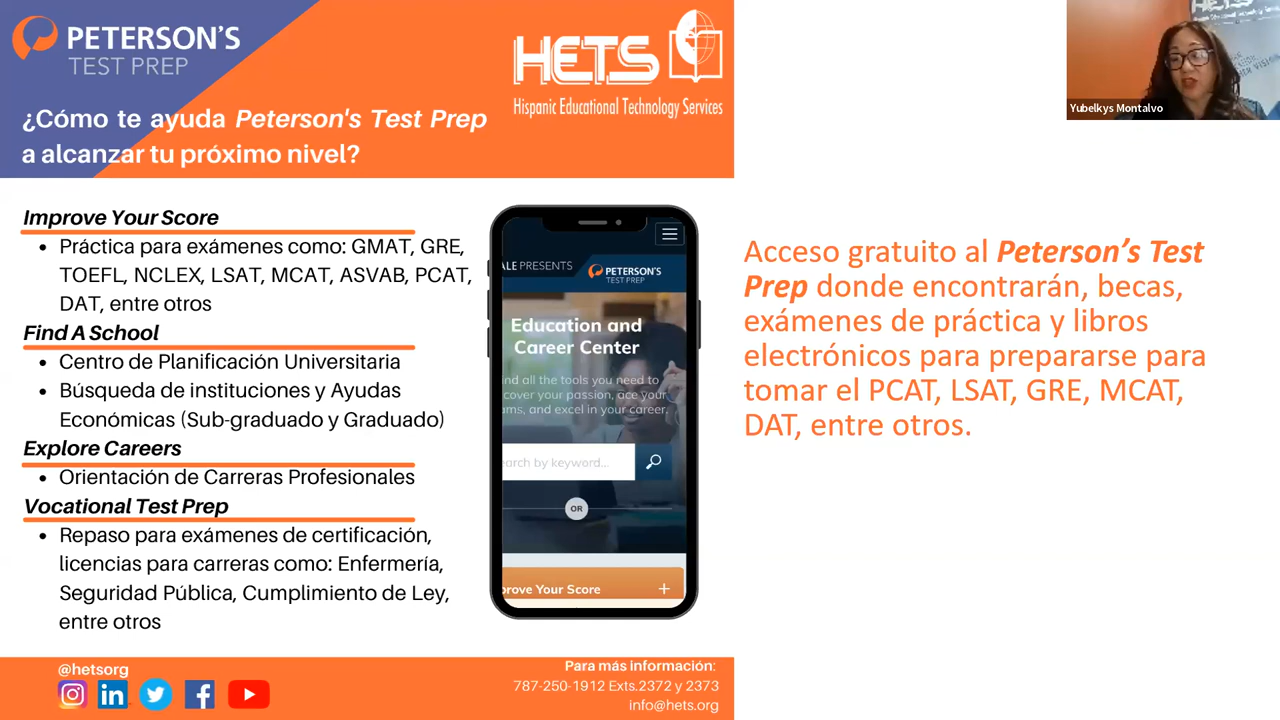 PETERSON'S
TEST PREP
HETS
Hispanic Educational Technology Services
¿Cómo te ayuda Peterson's Test Prep
a alcanzar tu próximo nivel?
Improve Your Score
• Práctica para exámenes como: GMAT, GRE,
TOEFL, NCLEX, LSAT, MCAT, ASVAB, PCAT,
DAT, entre otros
Find A School
• Centro de Planificación Universitaria
• Búsqueda de instituciones y Ayudas
Económicas (Sub-graduado y Graduado)
Explore Careers
• Orientación de Carreras Profesionales
Vocational Test Prep
• Repaso para exámenes de certificación,
licencias para carreras como: Enfermería,
Seguridad Pública, Cumplimiento de Ley,
entre otros
ALE PRESENTS
PETERSON'S
TEST PREP
Education and
Career Center
ind all the tools you need to
cover your passion, ace your
ams, and excel in your career.
earch by keyword...
OR
prove Your Score +
@hetsorg
Para más información:
787-250-1912 Exts.2372 y 2373
info@hets.org
Yubelkys Montalvo
Acceso gratuito al Peterson's Test
Prep donde encontrarán, becas,
exámenes de práctica y libros
electrónicos para prepararse para
tomar el PCAT, LSAT, GRE, MCAT,
DAT, entre otros.